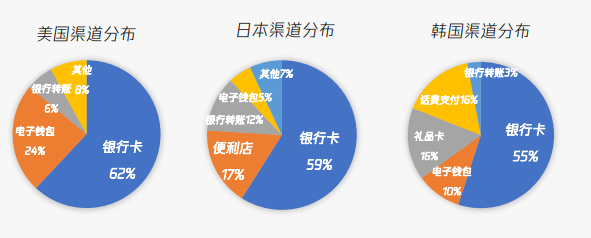 美国渠道分布
其他
8%
银行转账
6%
电子钱包
24%
银行卡
62%
日本渠道分布
其他7%
电子钱包5%
银行转账12%
便利店
17%
银行卡
59%
韩国渠道分布
银行转账3%
话费支付16%
礼品卡
16%
电子钱包
10%
银行卡
55%